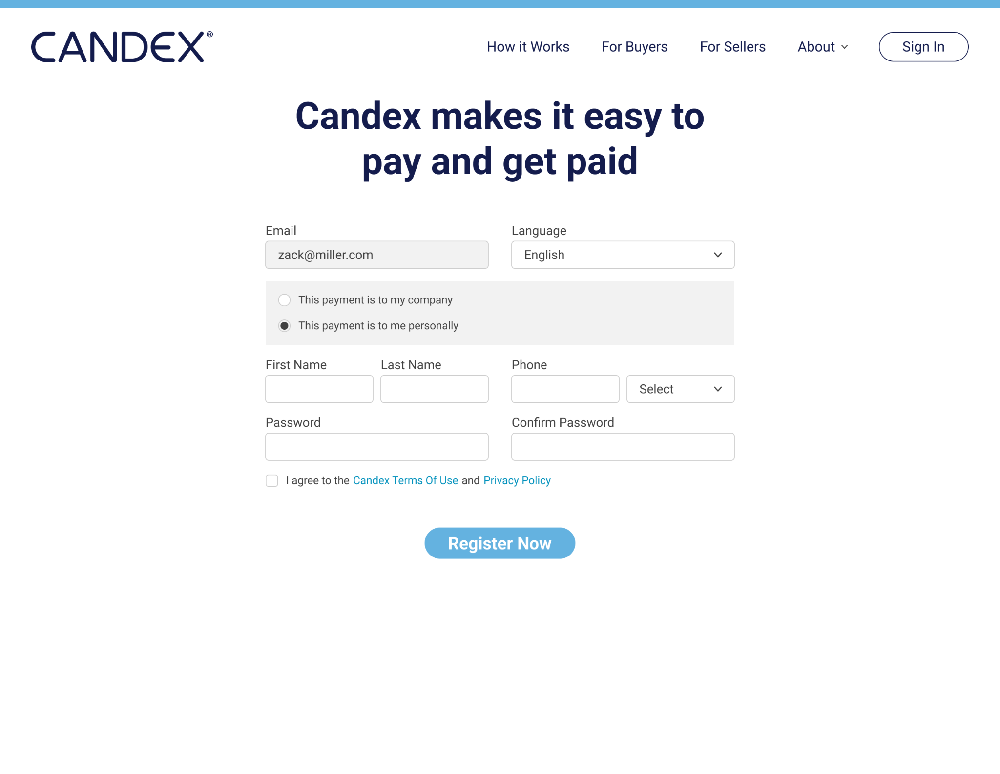 CANDEX®
How it Works For Buyers For Sellers About Sign In
Candex makes it easy to
pay and get paid
Email Language
zack@miller.com English
This payment is to my company
This payment is to me personally
First Name Last Name Phone
Select
Password Confirm Password
I agree to the Candex Terms Of Use and Privacy Policy
Register Now